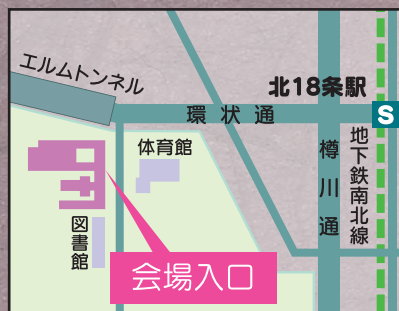 エルムトンネル
北18条駅
環状通
S
体育館
樽川通
地下鉄南北線
図書館
会場入口